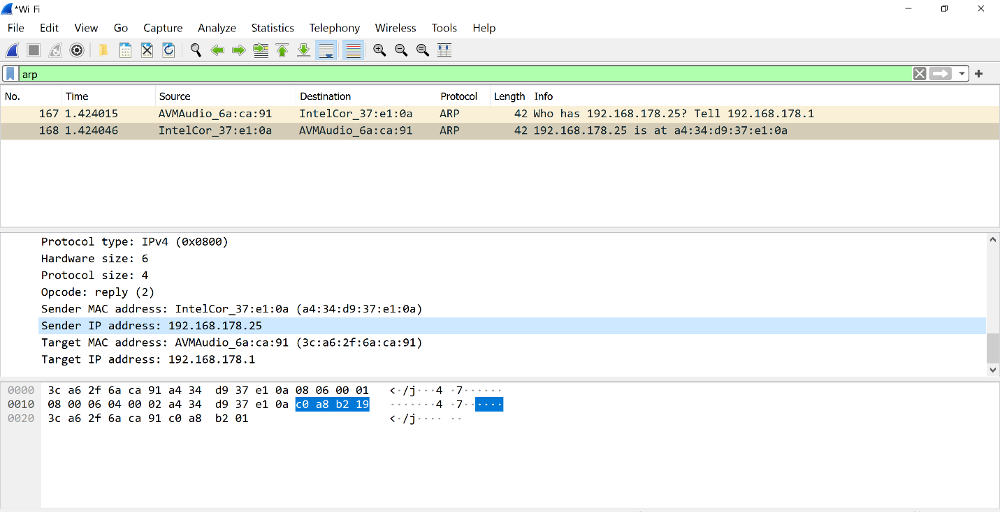 *Wi Fi
File Edit View Go Capture Analyze Statistics Telephony Wireless Tools Help
arp
No. Time Source Destination Protocol Length Info
167 1.424015 AVMAudio_6a:ca:91 IntelCor_37:e1:0a ARP 42 Who has 192.168.178.25? Tell 192.168.178.1
168 1.424046 IntelCor_37:e1:0a AVMAudio_6a:ca:91 ARP 42 192.168.178.25 is at a4:34:d9:37:e1:0a
Protocol type: IPv4 (0x0800)
Hardware size: 6
Protocol size: 4
Opcode: reply (2)
Sender MAC address: IntelCor_37:e1:0a (a4:34:d9:37:e1:0a)
Sender IP address: 192.168.178.25
Target MAC address: AVMAudio_6a:ca:91 (3c:a6:2f:6a:ca:91)
Target IP address: 192.168.178.1
0000 3c a6 2f 6a ca 91 a4 34 d9 37 e1 0a 08 06 00 01 <·/j···4 ·7······
0010 08 00 06 04 00 02 a4 34 d9 37 e1 0a c0 a8 b2 19 ·······4 ·7······
0020 3c a6 2f 6a ca 91 c0 a8 b2 01 <·/j···· ··